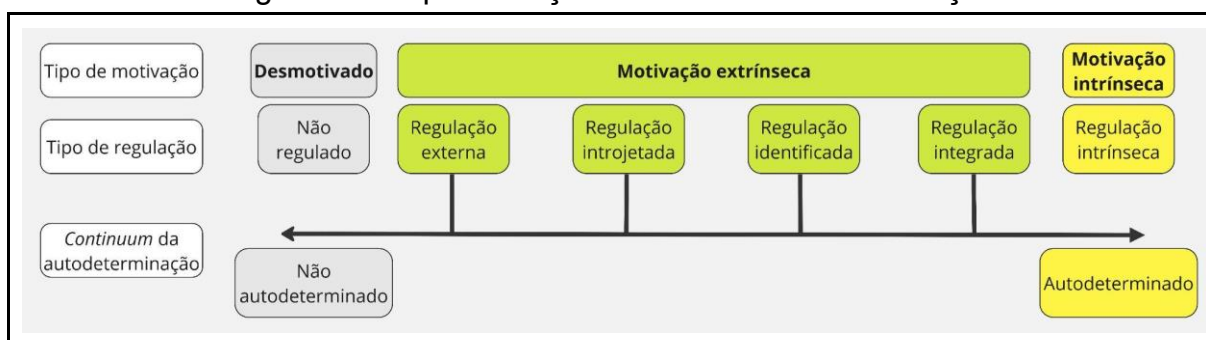 Tipo de motivação
Desmotivado
Motivação extrínseca
Motivação
intrínseca
Tipo de regulação
Não
regulado
Regulação
externa
Regulação
introjetada
Regulação
identificada
Regulação
integrada
Regulação
intrínseca
Continuum da
autodeterminação
Não
autodeterminado
Autodeterminado